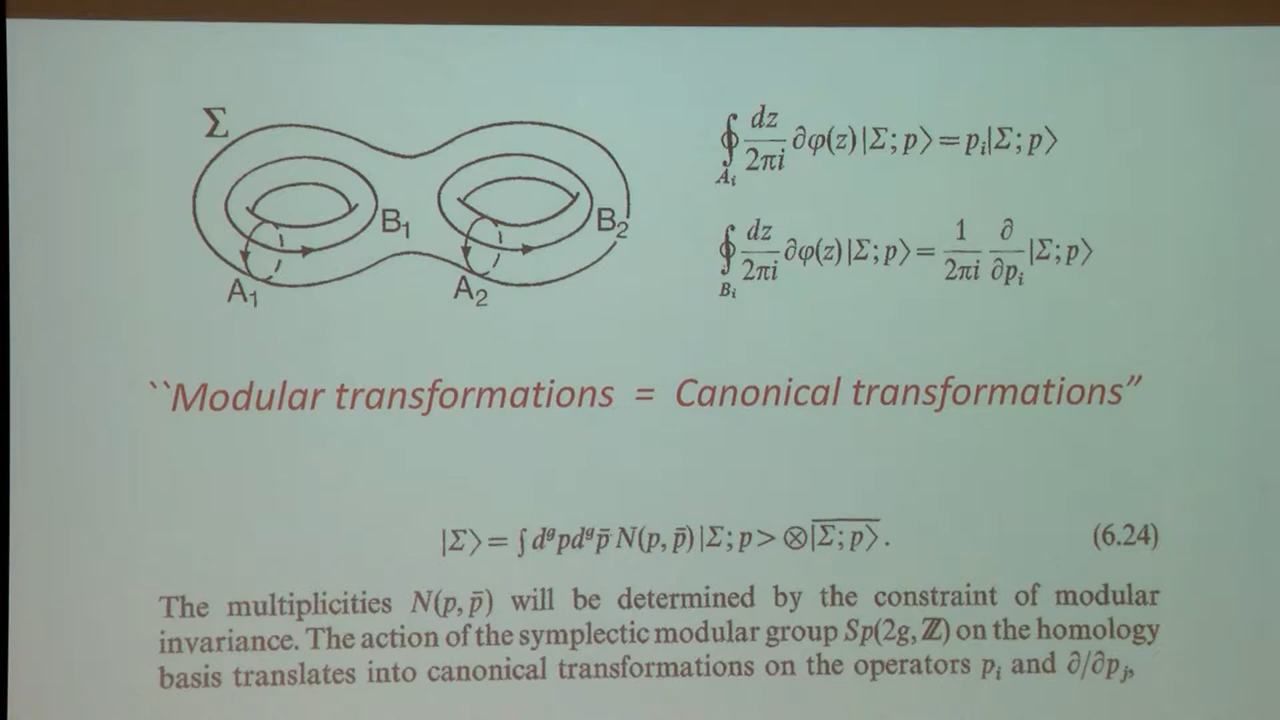 Σ
B₁
B₂
A₁
A₂
∮_{A_i} dz/2πi ∂φ(z)|Σ; p⟩ = p_i|Σ; p⟩
∮_{B_i} dz/2πi ∂φ(z)|Σ; p⟩ = 1/2πi ∂/∂p_i |Σ; p⟩
``Modular transformations = Canonical transformations”
|Σ⟩ = ∫ d^g p d^g p̄ N(p, p̄)|Σ; p > ⊗ \overline{|Σ; p⟩}. (6.24)
The multiplicities N(p, p̄) will be determined by the constraint of modular
invariance. The action of the symplectic modular group Sp(2g, ℤ) on the homology
basis translates into canonical transformations on the operators p_i and ∂/∂p_j,